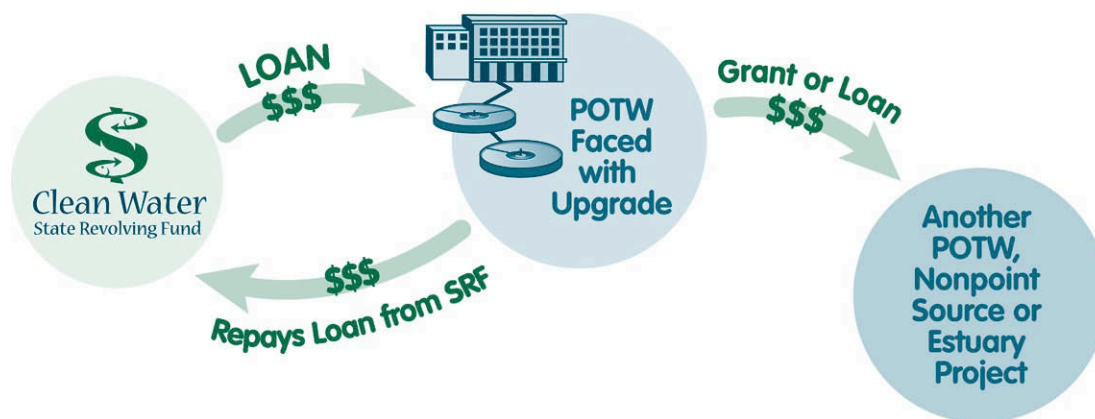 LOAN
$$$
Clean Water
State Revolving Fund
POTW
Faced
with
Upgrade
Grant or Loan
$$$
$$$
Repays Loan from SRF
Another
POTW,
Nonpoint
Source or
Estuary
Project